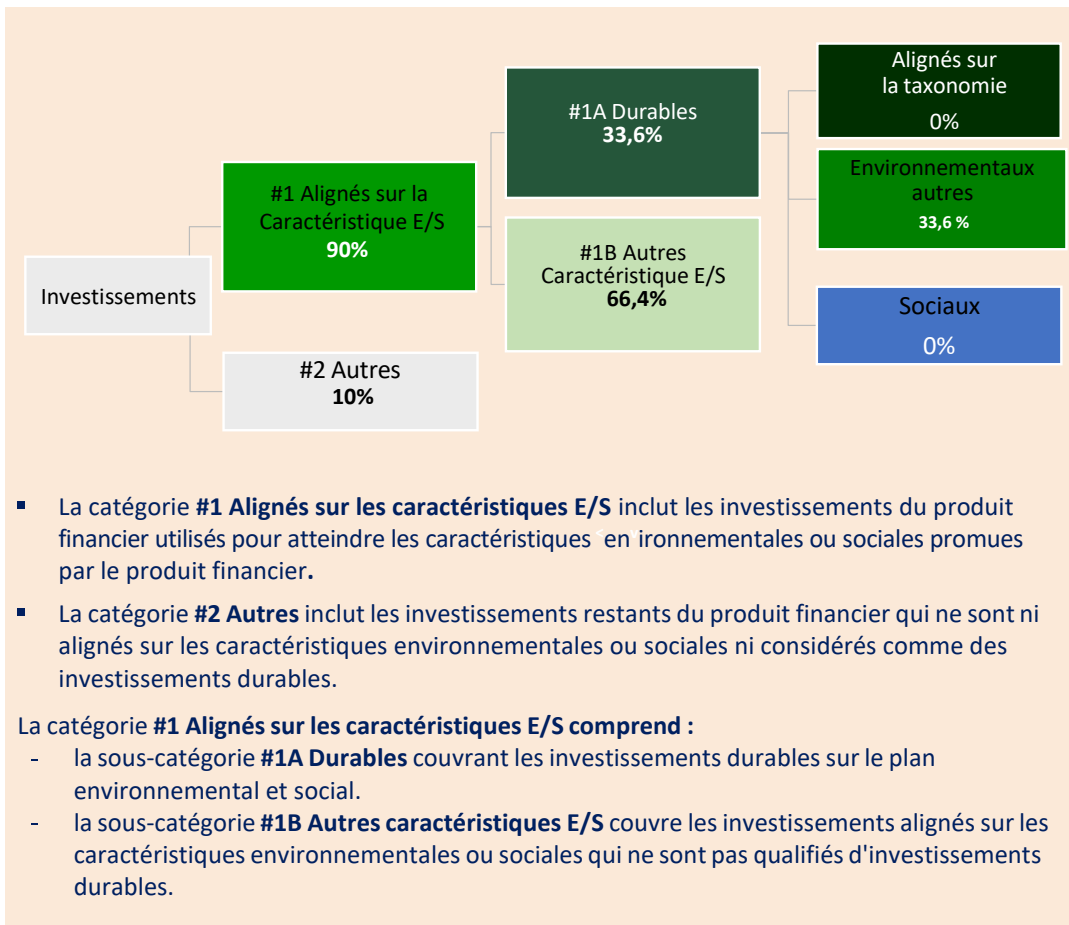 Investissements
#1 Alignés sur la
Caractéristique E/S
90%
#2 Autres
10%
#1A Durables
33,6%
#1B Autres
Caractéristique E/S
66,4%
Alignés sur
la taxonomie
0%
Environnementaux
autres
33,6 %
Sociaux
0%
▪ La catégorie #1 Alignés sur les caractéristiques E/S inclut les investissements du produit
financier utilisés pour atteindre les caractéristiques en ironnementales ou sociales promues
par le produit financier.
▪ La catégorie #2 Autres inclut les investissements restants du produit financier qui ne sont ni
alignés sur les caractéristiques environnementales ou sociales ni considérés comme des
investissements durables.
La catégorie #1 Alignés sur les caractéristiques E/S comprend :
- la sous-catégorie #1A Durables couvrant les investissements durables sur le plan
environnemental et social.
- la sous-catégorie #1B Autres caractéristiques E/S couvre les investissements alignés sur les
caractéristiques environnementales ou sociales qui ne sont pas qualifiés d'investissements
durables.